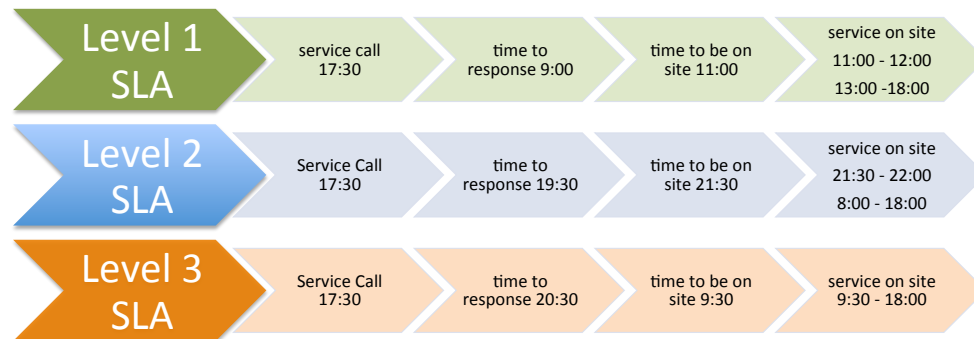 Level 1
SLA
service call
17:30
time to
response 9:00
time to be on
site 11:00
service on site
11:00 - 12:00
13:00 -18:00
Level 2
SLA
Service Call
17:30
time to
response 19:30
time to be on
site 21:30
service on site
21:30 - 22:00
8:00 - 18:00
Level 3
SLA
Service Call
17:30
time to
response 20:30
time to be on
site 9:30
service on site
9:30 - 18:00